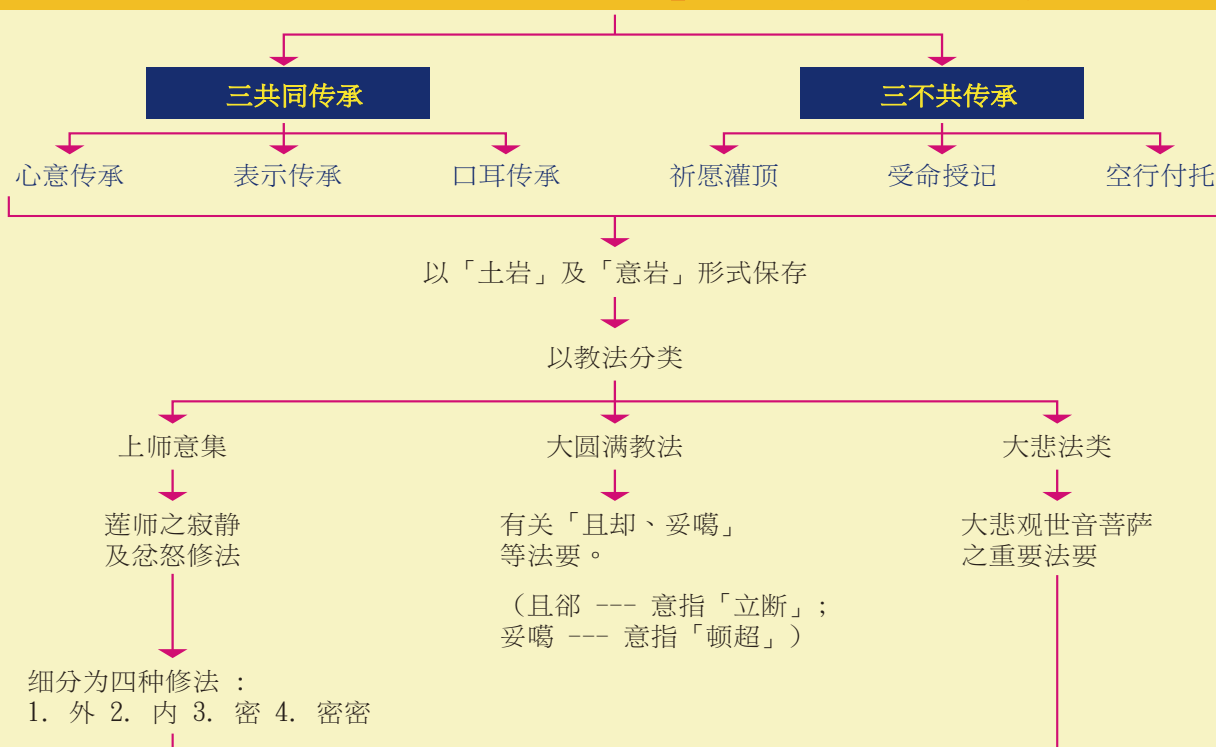 三共同传承
三不共传承
心意传承
表示传承
口耳传承
祈愿灌顶
受命授记
空行付托
以「土岩」及「意岩」形式保存
以教法分类
上师意集
大圆满教法
大悲法类
莲师之寂静
及忿怒修法
有关「且却、妥噶」
等法要。
（且郤 --- 意指「立断」;
妥噶 --- 意指「顿超」）
大悲观世音菩萨
之重要法要
细分为四种修法 :
1. 外 2. 内 3. 密 4. 密密